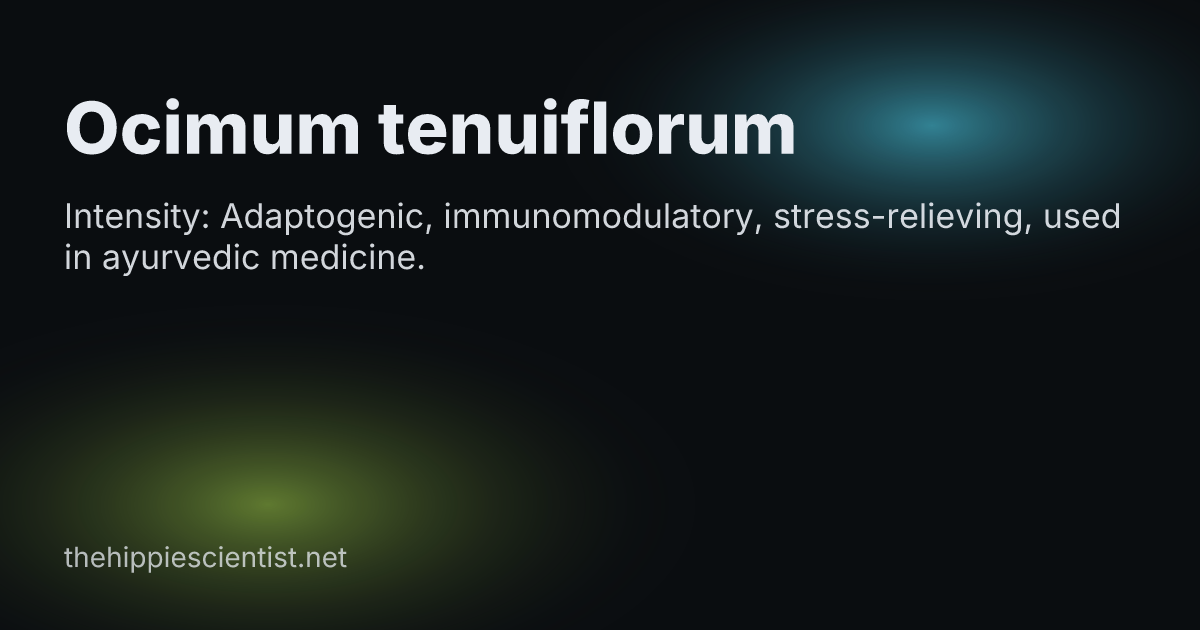 Ocimum tenuiflorum
Intensity: Adaptogenic, immunomodulatory, stress-relieving, used
in ayurvedic medicine.
thehippiescientist.net